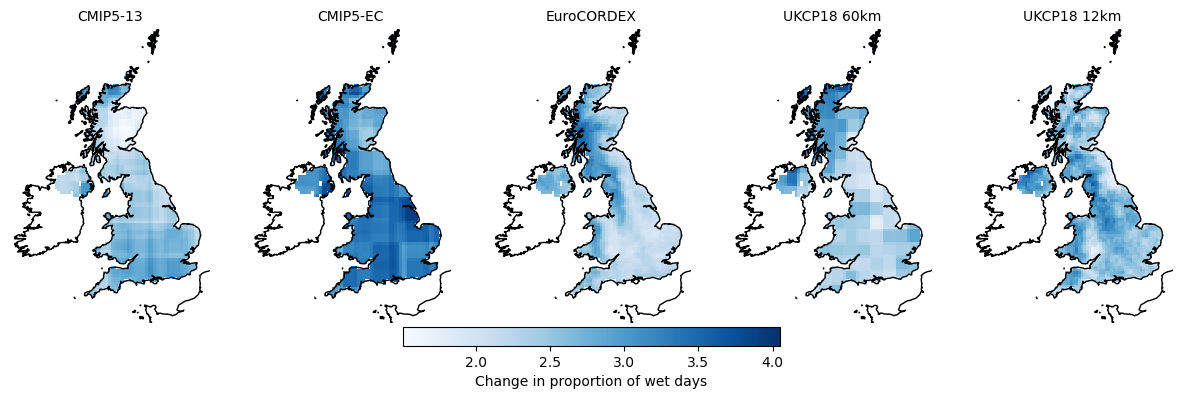 CMIP5-13 CMIP5-EC EuroCORDEX UKCP18 60km UKCP18 12km
2.0 2.5 3.0 3.5 4.0
Change in proportion of wet days